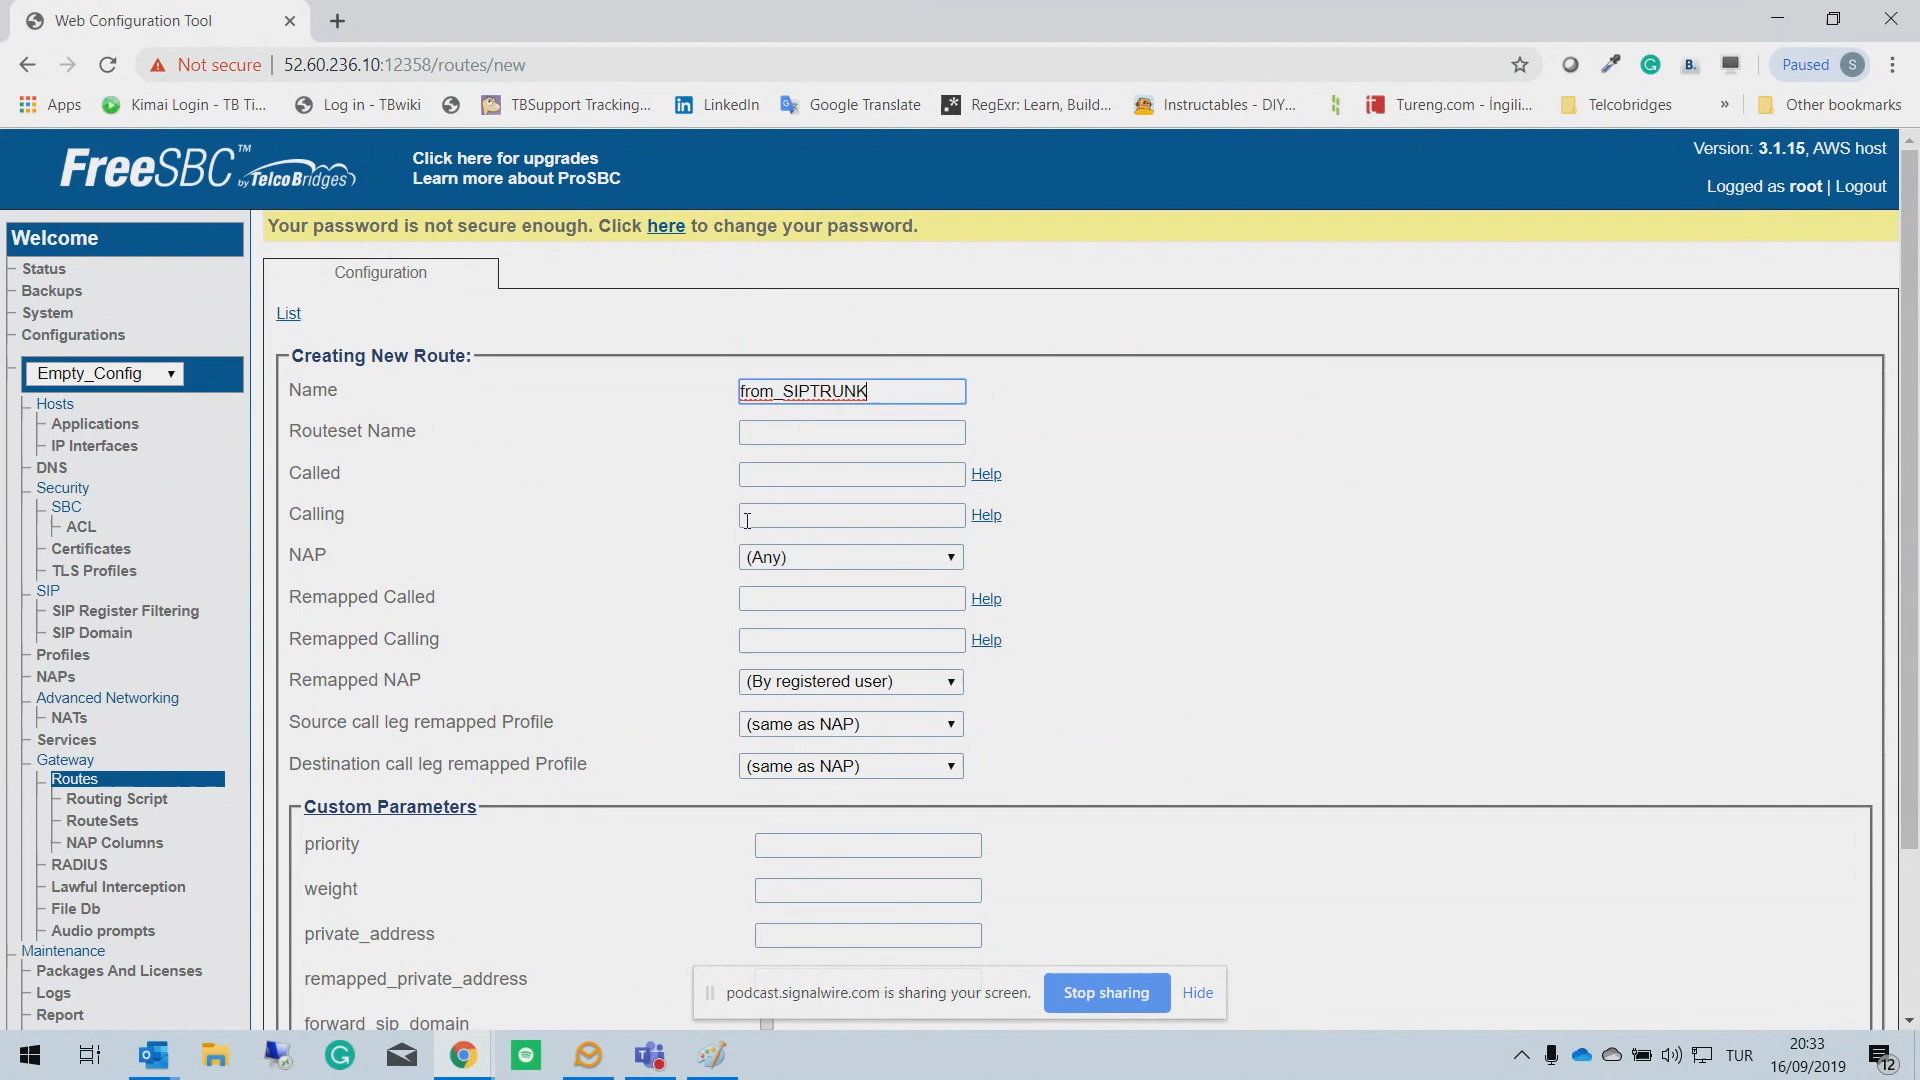 Web Configuration Tool
Not secure | 52.60.236.10:12358/routes/new
Paused S
Apps Kimai Login - TB Ti... Log in - TBwiki TBSupport Tracking... LinkedIn Google Translate RegExr: Learn, Build... Instructables - DIY... Tureng.com - İngili... Telcobridges » Other bookmarks
FreeSBC™ by TelcoBridges
Click here for upgrades
Learn more about ProSBC
Version: 3.1.15, AWS host
Logged as root | Logout
Welcome
Status
Backups
System
Configurations
Empty_Config
Hosts
Applications
IP Interfaces
DNS
Security
SBC
ACL
Certificates
TLS Profiles
SIP
SIP Register Filtering
SIP Domain
Profiles
NAPs
Advanced Networking
NATs
Services
Gateway
Routes
Routing Script
RouteSets
NAP Columns
RADIUS
Lawful Interception
File Db
Audio prompts
Maintenance
Packages And Licenses
Logs
Report
Your password is not secure enough. Click here to change your password.
Configuration
List
Creating New Route:
Name from_SIPTRUNK
Routeset Name
Called Help
Calling Help
NAP (Any)
Remapped Called Help
Remapped Calling Help
Remapped NAP (By registered user)
Source call leg remapped Profile (same as NAP)
Destination call leg remapped Profile (same as NAP)
Custom Parameters
priority
weight
private_address
remapped_private_address
forward_sip_domain
podcast.signalwire.com is sharing your screen. Stop sharing Hide
TUR
20:33
16/09/2019
12